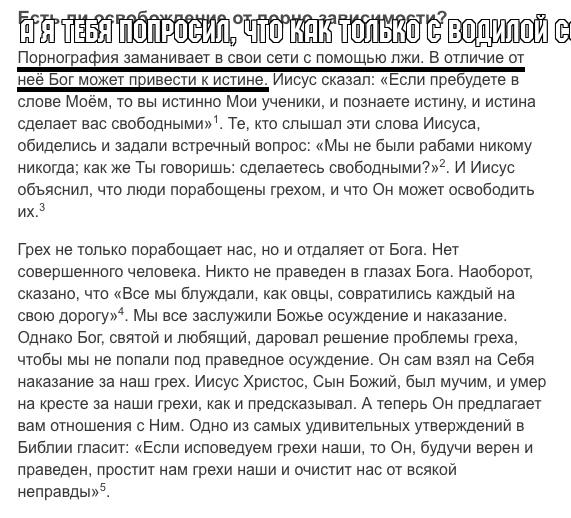 Есть ли освобождение от порно зависимости?
А Я ТЕБЯ ПОПРОСИЛ, ЧТО КАК ТОЛЬКО С ВОДИЛОЙ
Порнография заманивает в свои сети с помощью лжи. В отличие от
неё Бог может привести к истине. Иисус сказал: «Если пребудете в
слове Моём, то вы истинно Мои ученики, и познаете истину, и истина
сделает вас свободными»¹. Те, кто слышал эти слова Иисуса,
обиделись и задали встречный вопрос: «Мы не были рабами никому
никогда; как же Ты говоришь: сделаетесь свободными?»². И Иисус
объяснил, что люди порабощены грехом, и что Он может освободить
их.³
Грех не только порабощает нас, но и отдаляет от Бога. Нет
совершенного человека. Никто не праведен в глазах Бога. Наоборот,
сказано, что «Все мы блуждали, как овцы, совратились каждый на
свою дорогу»⁴. Мы все заслужили Божье осуждение и наказание.
Однако Бог, святой и любящий, даровал решение проблемы греха,
чтобы мы не попали под праведное осуждение. Он сам взял на Себя
наказание за наш грех. Иисус Христос, Сын Божий, был мучим, и умер
на кресте за наши грехи, как и предсказывал. А теперь Он предлагает
вам отношения с Ним. Одно из самых удивительных утверждений в
Библии гласит: «Если исповедуем грехи наши, то Он, будучи верен и
праведен, простит нам грехи наши и очистит нас от всякой
неправды»⁵.